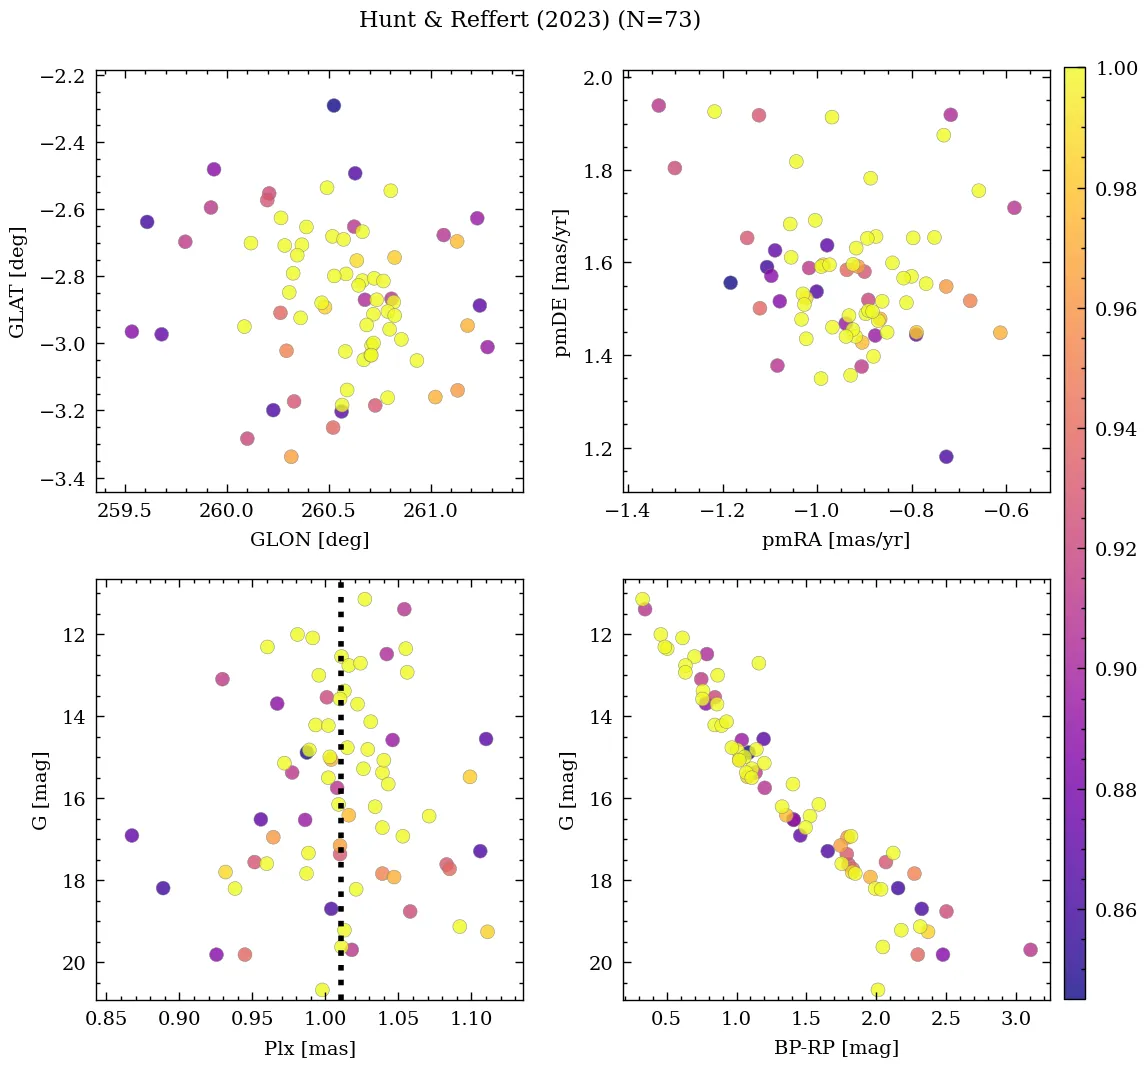 Hunt & Reffert (2023) (N=73)
−2.2
−2.4
−2.6
−2.8
−3.0
−3.2
−3.4
GLAT [deg]
259.5 260.0 260.5 261.0
GLON [deg]
2.0
1.8
1.6
1.4
1.2
pmDE [mas/yr]
−1.4 −1.2 −1.0 −0.8 −0.6
pmRA [mas/yr]
12
14
16
18
20
G [mag]
0.85 0.90 0.95 1.00 1.05 1.10
Plx [mas]
12
14
16
18
20
G [mag]
0.5 1.0 1.5 2.0 2.5 3.0
BP-RP [mag]
1.00
0.98
0.96
0.94
0.92
0.90
0.88
0.86